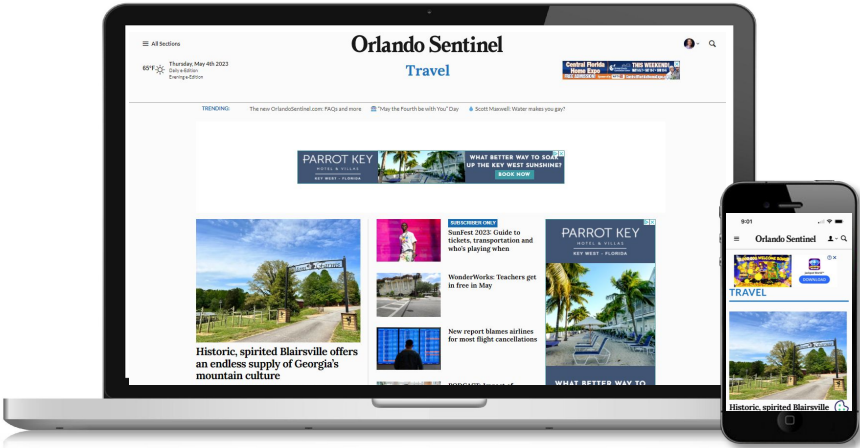 All Sections
Orlando Sentinel
65°F
Thursday, May 4th 2023
Daily e-Edition
Evening e-Edition
Travel
Central Florida
Home Expo
THIS WEEKEND!
FREE ADMISSION
TRENDING:
The new OrlandoSentinel.com: FAQs and more
"May the Fourth be with You" Day
Scott Maxwell: Water makes you gay?
PARROT KEY
HOTEL & VILLAS
KEY WEST • FLORIDA
WHAT BETTER WAY TO SOAK
UP THE KEY WEST SUNSHINE?
BOOK NOW
Historic, spirited Blairsville offers
an endless supply of Georgia's
mountain culture
SUBSCRIBER ONLY
SunFest 2023: Guide to
tickets, transportation and
who's playing when
WonderWorks: Teachers get
in free in May
New report blames airlines
for most flight cancellations
PARROT KEY
HOTEL & VILLAS
KEY WEST • FLORIDA
WHAT BETTER WAY TO
9:01
Orlando Sentinel
DOWNLOAD
TRAVEL
Historic, spirited Blairsville